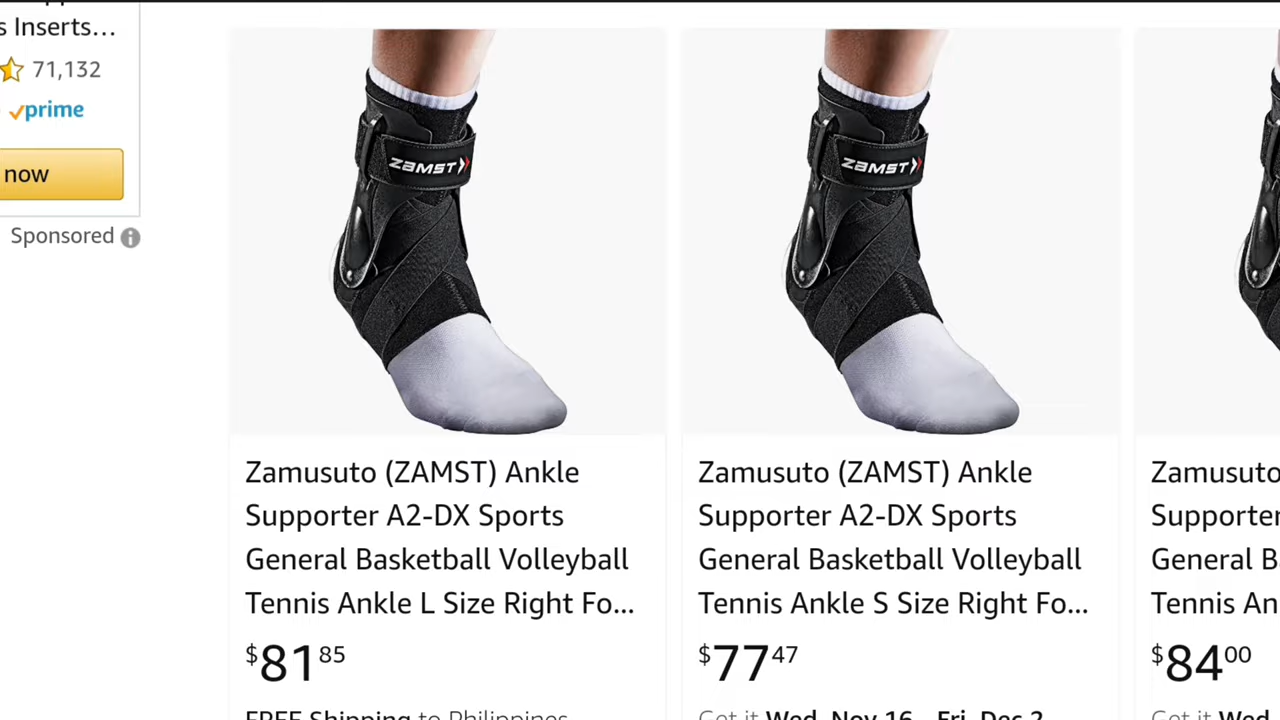 s Inserts...
71,132
prime
now
Sponsored
ZAMST
Zamusuto (ZAMST) Ankle
Supporter A2-DX Sports
General Basketball Volleyball
Tennis Ankle L Size Right Fo...
$81 85
FREE Shipping to Philippines
ZAMST
Zamusuto (ZAMST) Ankle
Supporter A2-DX Sports
General Basketball Volleyball
Tennis Ankle S Size Right Fo...
$77 47
Get it Wed, Nov 16 - Fri, Dec 2
Zamusuto
Supporter
General B
Tennis An
$84 00
Get it Wed